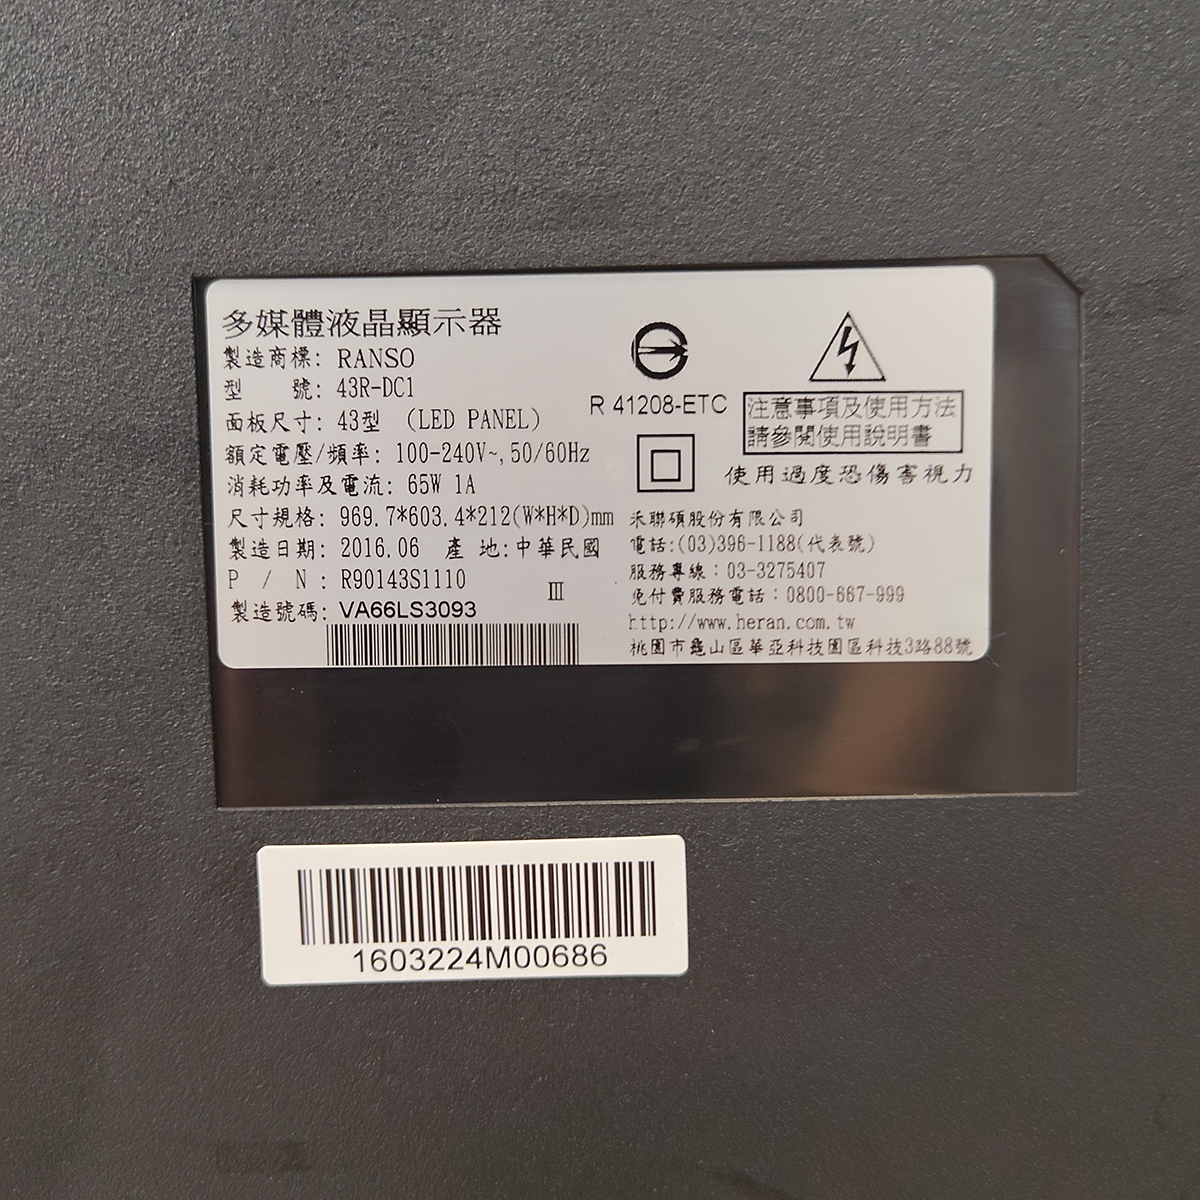 多媒體液晶顯示器
製造商標: RANSO
型 號: 43R-DC1
面板尺寸: 43型 (LED PANEL)
額定電壓/頻率: 100-240V~, 50/60Hz
消耗功率及電流: 65W 1A
尺寸規格: 969.7*603.4*212(W*H*D)mm
製造日期: 2016.06 產 地:中華民國
P / N : R90143S1110
III
製造號碼: VA66LS3093
R 41208-ETC
注意事項及使用方法
請參閱使用說明書
使用過度恐傷害視力
禾聯碩股份有限公司
電話:(03)396-1188(代表號)
服務專線：03-3275407
免付費服務電話：0800-667-999
http://www.heran.com.tw
桃園市龜山區華亞科技園區科技3路88號
1603224M00686